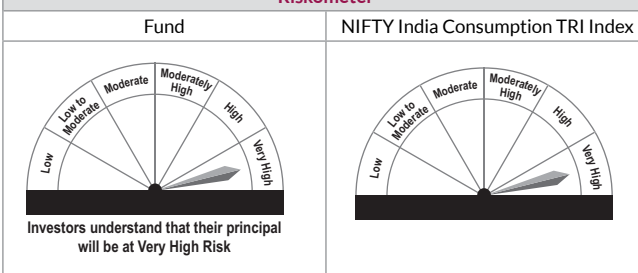 Riskometer
Fund
NIFTY India Consumption TRI Index
Low
Low to
Moderate
Moderate
Moderately
High
High
Very High
Investors understand that their principal
will be at Very High Risk
Low
Low to
Moderate
Moderate
Moderately
High
High
Very High